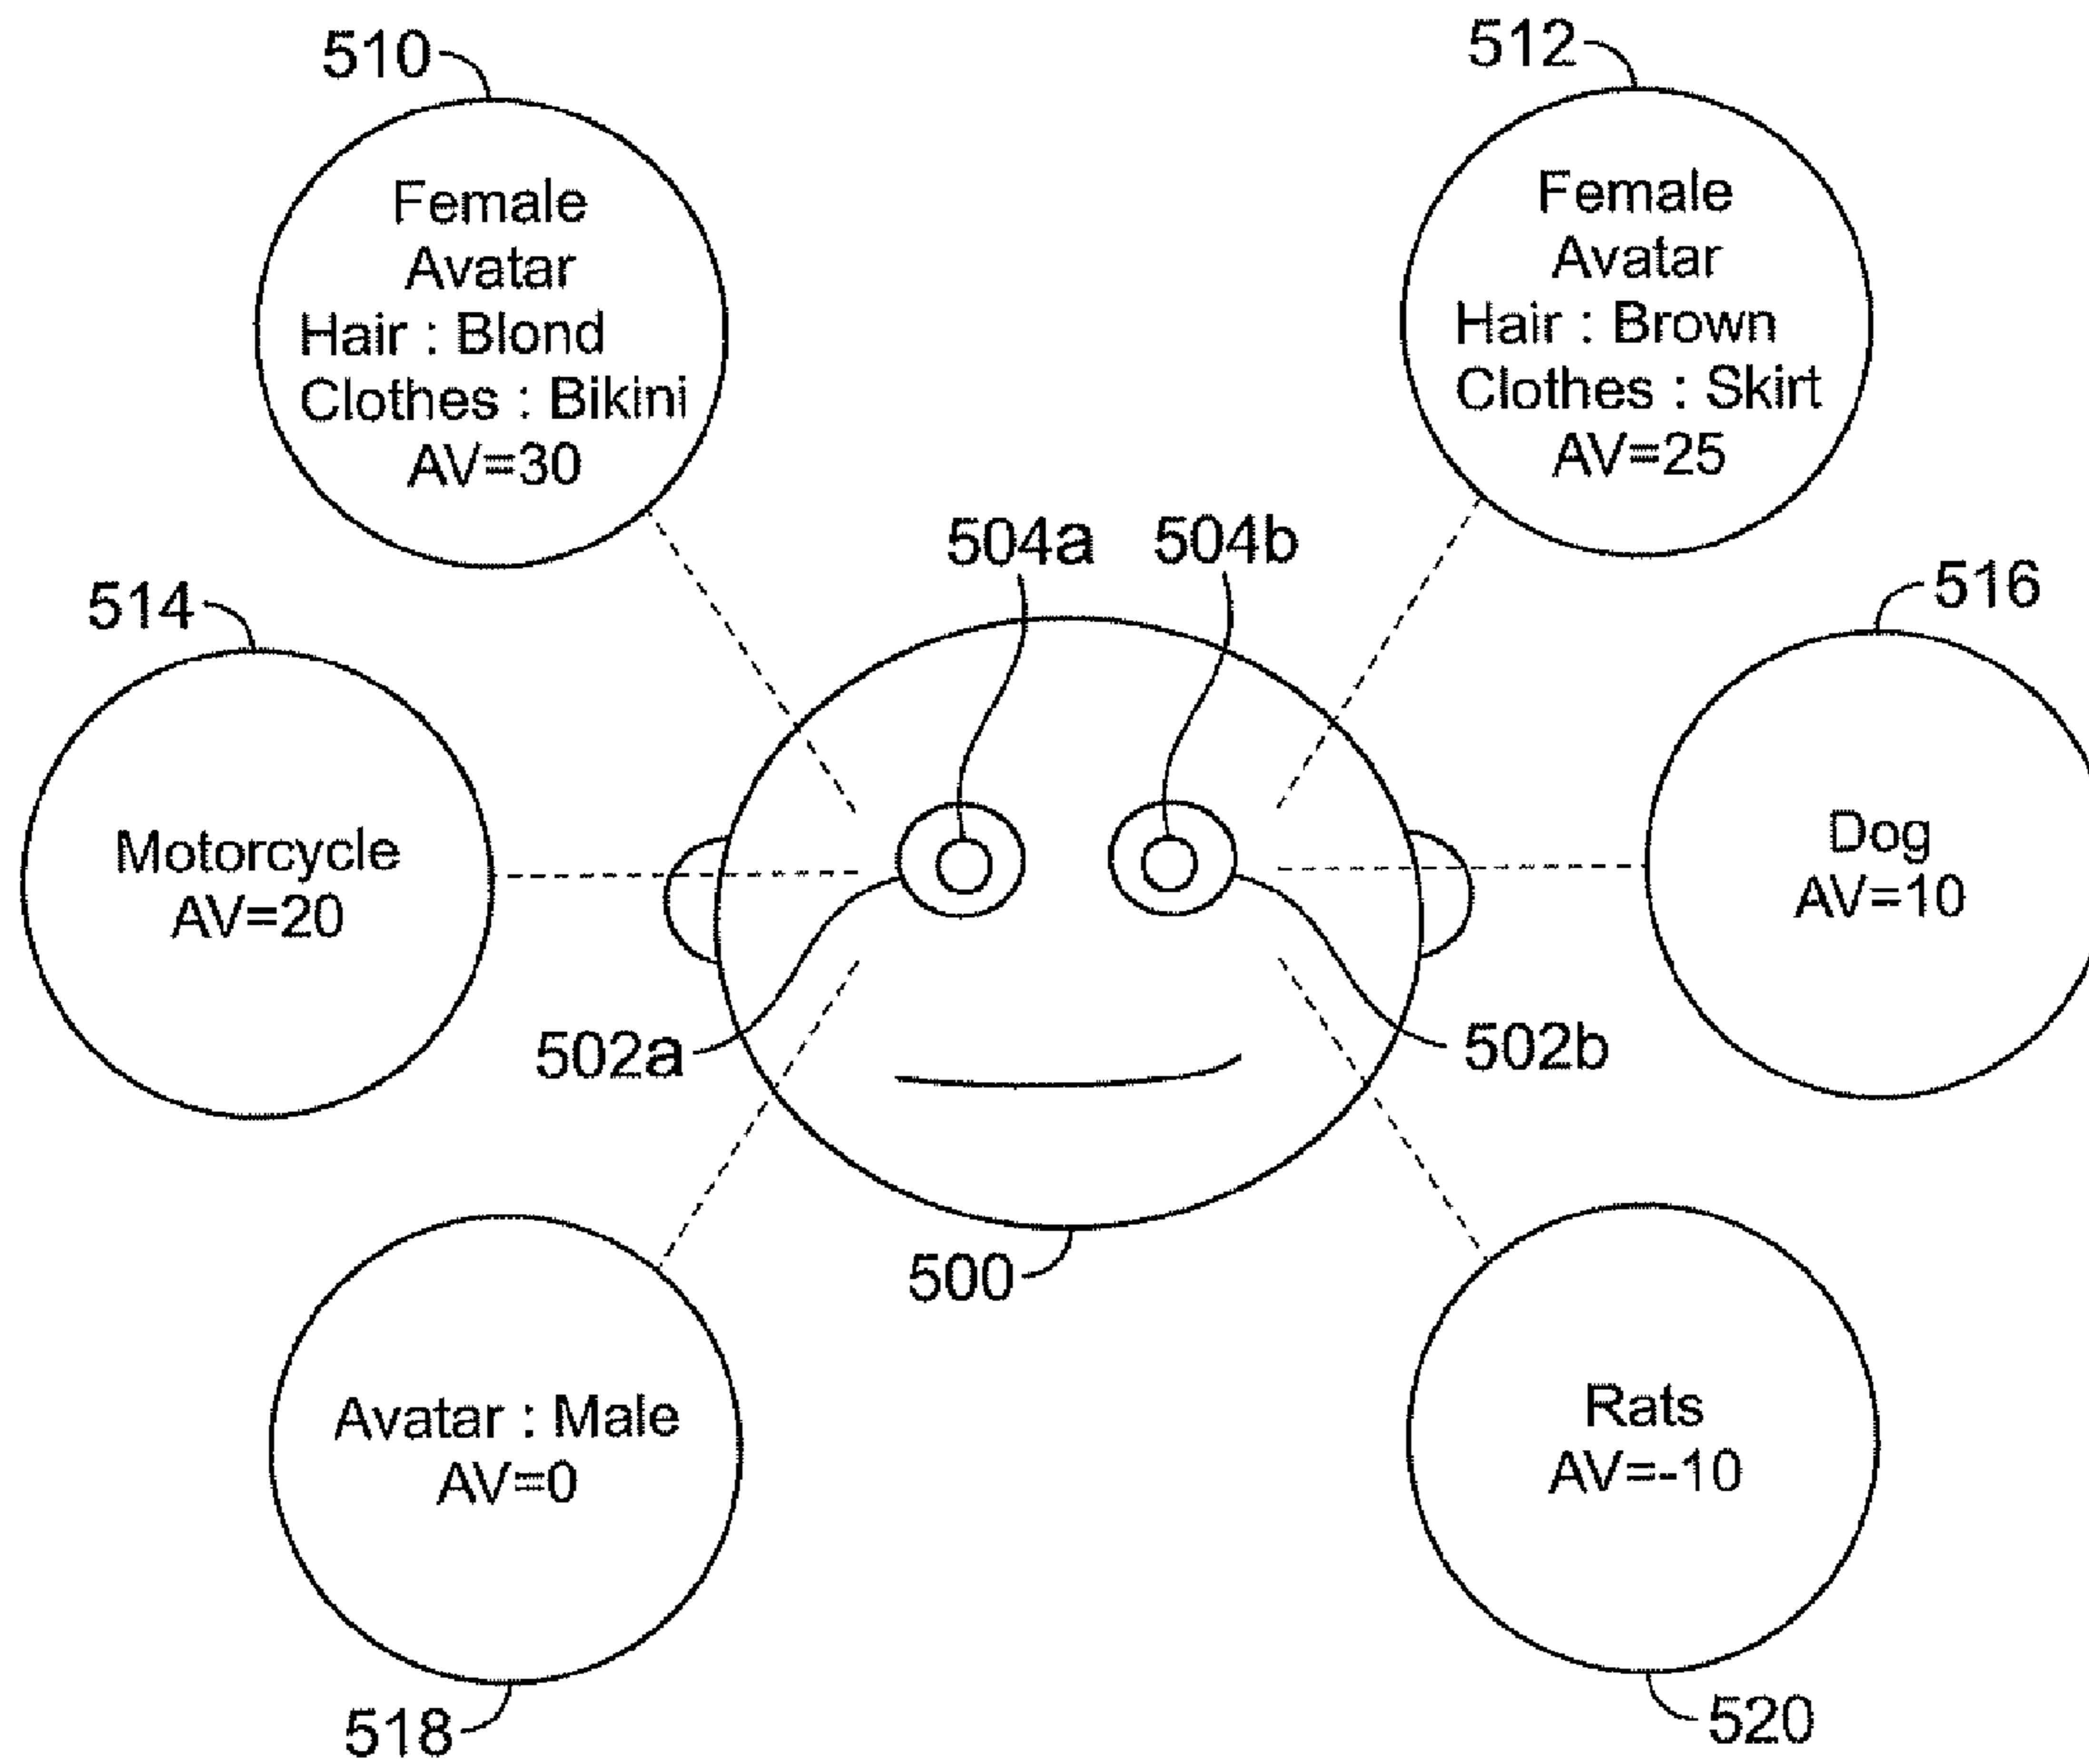 510
512
Female
Avatar
Hair : Blond
Clothes : Bikini
AV=30
Female
Avatar
Hair : Brown
Clothes : Skirt
AV=25
504a
504b
514
516
Motorcycle
AV=20
Dog
AV=10
502a
502b
500
Avatar : Male
AV=0
Rats
AV=-10
518
520